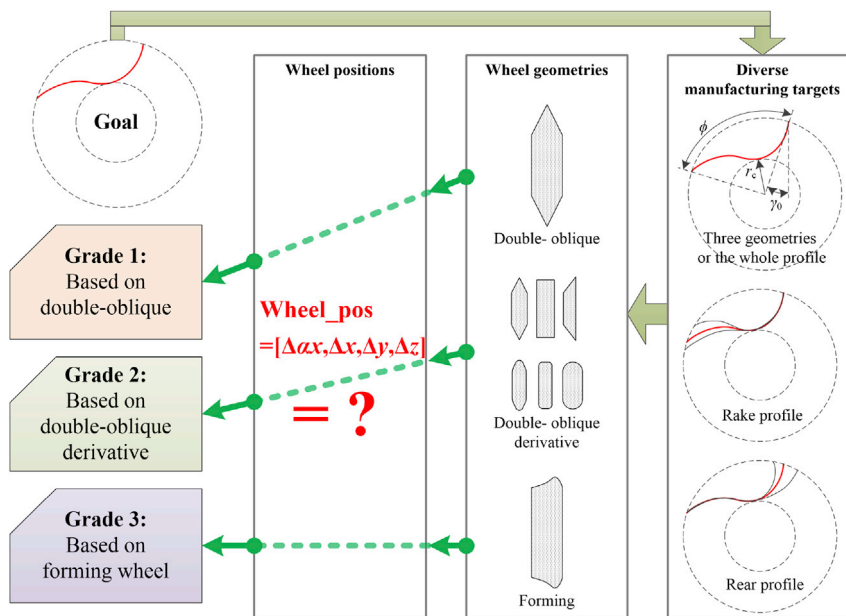 Goal
Grade 1:
Based on
double-oblique
Grade 2:
Based on
double-oblique
derivative
Grade 3:
Based on
forming wheel
Wheel positions
Wheel_pos
=[Δαx,Δx,Δy,Δz]
= ?
Wheel geometries
Double- oblique
Double- oblique
derivative
Forming
Diverse
manufacturing targets
ϕ
rc
γ0
Three geometries
or the whole profile
Rake profile
Rear profile